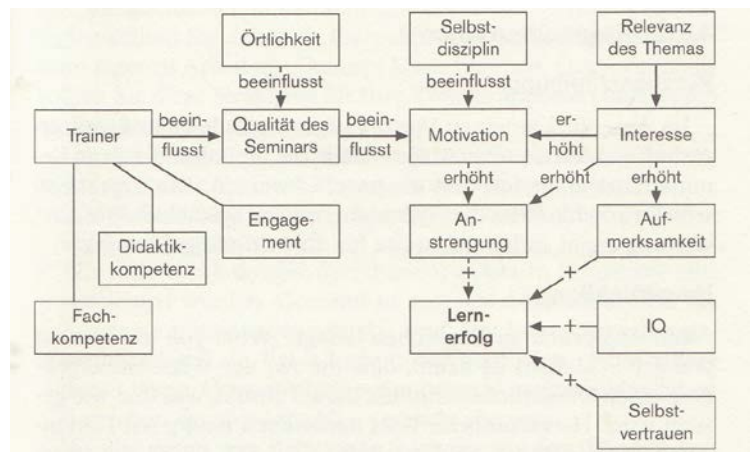 Örtlichkeit
Selbst-
disziplin
Relevanz
des Themas
beeinflusst
beeinflusst
Trainer
beein-
flusst
Qualität des
Seminars
beein-
flusst
Motivation
er-
höht
Interesse
erhöht
erhöht
erhöht
Engage-
ment
An-
strengung
Auf-
merksamkeit
Didaktik-
kompetenz
+
+
Fach-
kompetenz
Lern-
erfolg
+
IQ
+
Selbst-
vertrauen